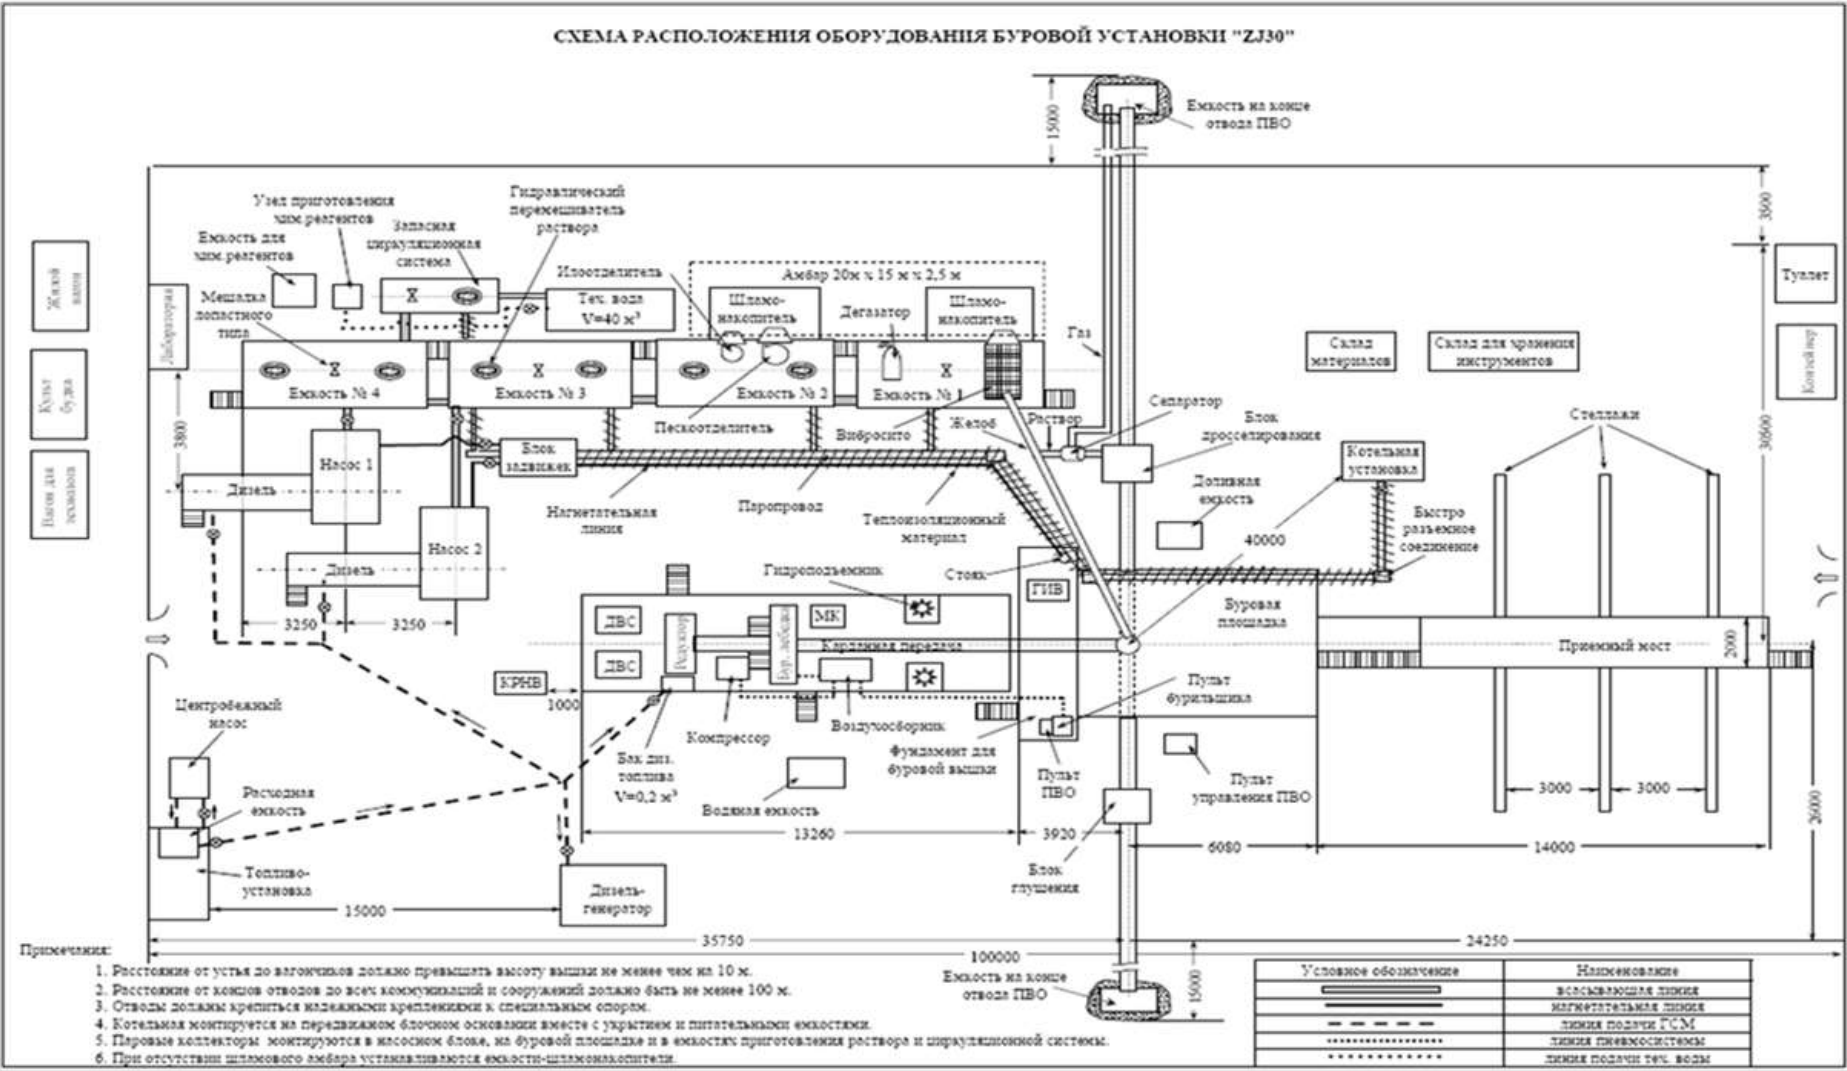 СХЕМА РАСПОЛОЖЕНИЯ ОБОРУДОВАНИЯ БУРОВОЙ УСТАНОВКИ "ZJ30"
15000
Емкость на конце
отвода ПВО
3500
Узел приготовления
хим.реагентов
Гидравлический
перемешиватель
раствора
Запасная
циркуляционная
система
Емкость для
хим.реагентов
Жилой
вагон
Лаборатория
Мешалка
лопастного
типа
Илоотделитель
Тех. вода
V=40 м³
Амбар 20м х 15 м х 2,5 м
Шламо-
накопитель
Дегазатор
Шламо-
накопитель
Газ
Туалет
Склад
материалов
Склад для хранения
инструментов
Контейнер
Культ
будка
Емкость № 4
Емкость № 3
Емкость № 2
Емкость № 1
3800
Пескоотделитель
Вибросито
Желоб
Раствор
Сепаратор
Блок
дросселирования
Стеллажи
30500
Вагон для
Насос 1
Блок
задвижек
Котельная
установка
Дизель
Нагнетательная
линия
Паропровод
Теплоизоляционный
материал
Доливная
емкость
Быстро
разъемное
соединение
40000
Насос 2
Дизель
Гидроподъемник
Стояк
ГИВ
Буровая
площадка
3250
3250
ДВС
Редуктор
Бур. лебедка
МК
Карданная передача
Приемный мост
2000
ДВС
КРНВ
1000
Пульт
бурильщика
Центробежный
насос
Компрессор
Воздухосборник
Фундамент для
буровой вышки
Бак диз.
топлива
V=0,2 м³
Водяная емкость
Пульт
ПВО
Пульт
управления ПВО
Расходная
емкость
3000
3000
26000
13260
3920
6080
14000
Топливо-
установка
Блок
глушения
15000
Дизель-
генератор
35750
24250
100000
Емкость на конце
отвода ПВО
15000
Примечания:
1. Расстояние от устья до вагончиков должно превышать высоту вышки не менее чем на 10 м.
2. Расстояние от концов отводов до всех коммуникаций и сооружений должно быть не менее 100 м.
3. Отводы должны крепиться надежными креплениями к специальным опорам.
4. Котельная монтируется на передвижном блочном основании вместе с укрытием и питательными емкостями.
5. Паровые коллекторы монтируются в насосном блоке, на буровой площадке и в емкостях приготовления раствора и циркуляционной системы.
6. При отсутствии шламового амбара устанавливаются емкости-шламонакопители.
Условное обозначение Наименование
всасывающая линия
нагнетательная линия
линия подачи ГСМ
линия пневмосистемы
линия подачи тех. воды